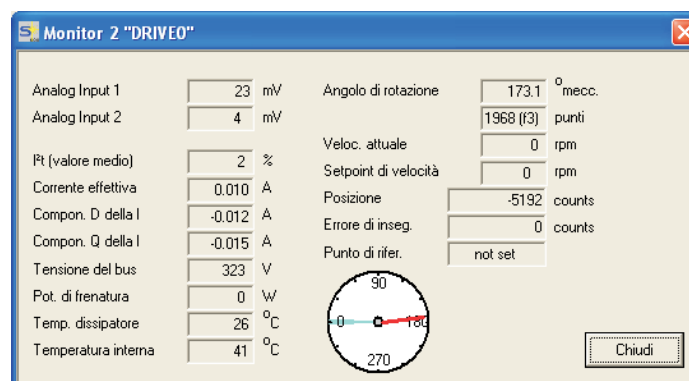 Monitor 2 "DRIVE0"
Analog Input 1 23 mV
Analog Input 2 4 mV
I²t (valore medio) 2 %
Corrente effettiva 0.010 A
Compon. D della I -0.012 A
Compon. Q della I -0.015 A
Tensione del bus 323 V
Pot. di frenatura 0 W
Temp. dissipatore 26 °C
Temperatura interna 41 °C
Angolo di rotazione 173.1 °mecc.
1968 (f3) punti
Veloc. attuale 0 rpm
Setpoint di velocità 0 rpm
Posizione -5192 counts
Errore di inseg. 0 counts
Punto di rifer. not set
90
0 180
270
Chiudi